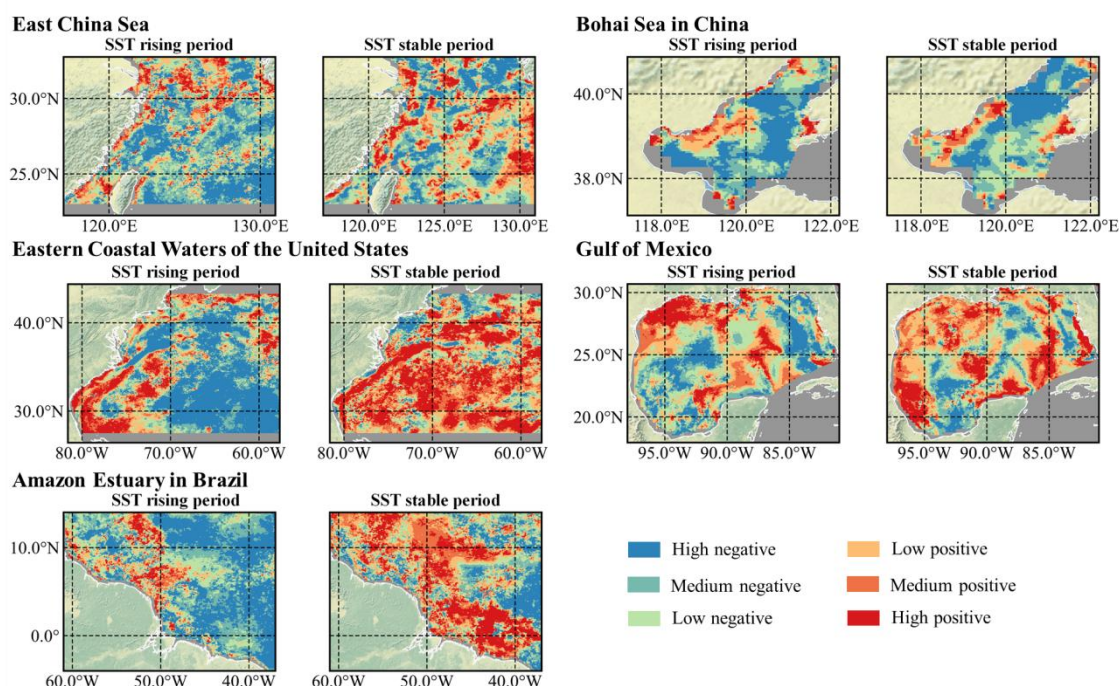 East China Sea
SST rising period
SST stable period
30.0°N
25.0°N
120.0°E
130.0°E
120.0°E
125.0°E
130.0°E
Bohai Sea in China
SST rising period
SST stable period
40.0°N
38.0°N
118.0°E
120.0°E
122.0°E
118.0°E
120.0°E
122.0°E
Eastern Coastal Waters of the United States
SST rising period
SST stable period
40.0°N
30.0°N
80.0°W
70.0°W
60.0°W
80.0°W
70.0°W
60.0°W
Gulf of Mexico
SST rising period
SST stable period
30.0°N
25.0°N
20.0°N
95.0°W
90.0°W
85.0°W
95.0°W
90.0°W
85.0°W
Amazon Estuary in Brazil
SST rising period
SST stable period
10.0°N
0.0°
60.0°W
50.0°W
40.0°W
60.0°W
50.0°W
40.0°W
High negative
Low positive
Medium negative
Medium positive
Low negative
High positive